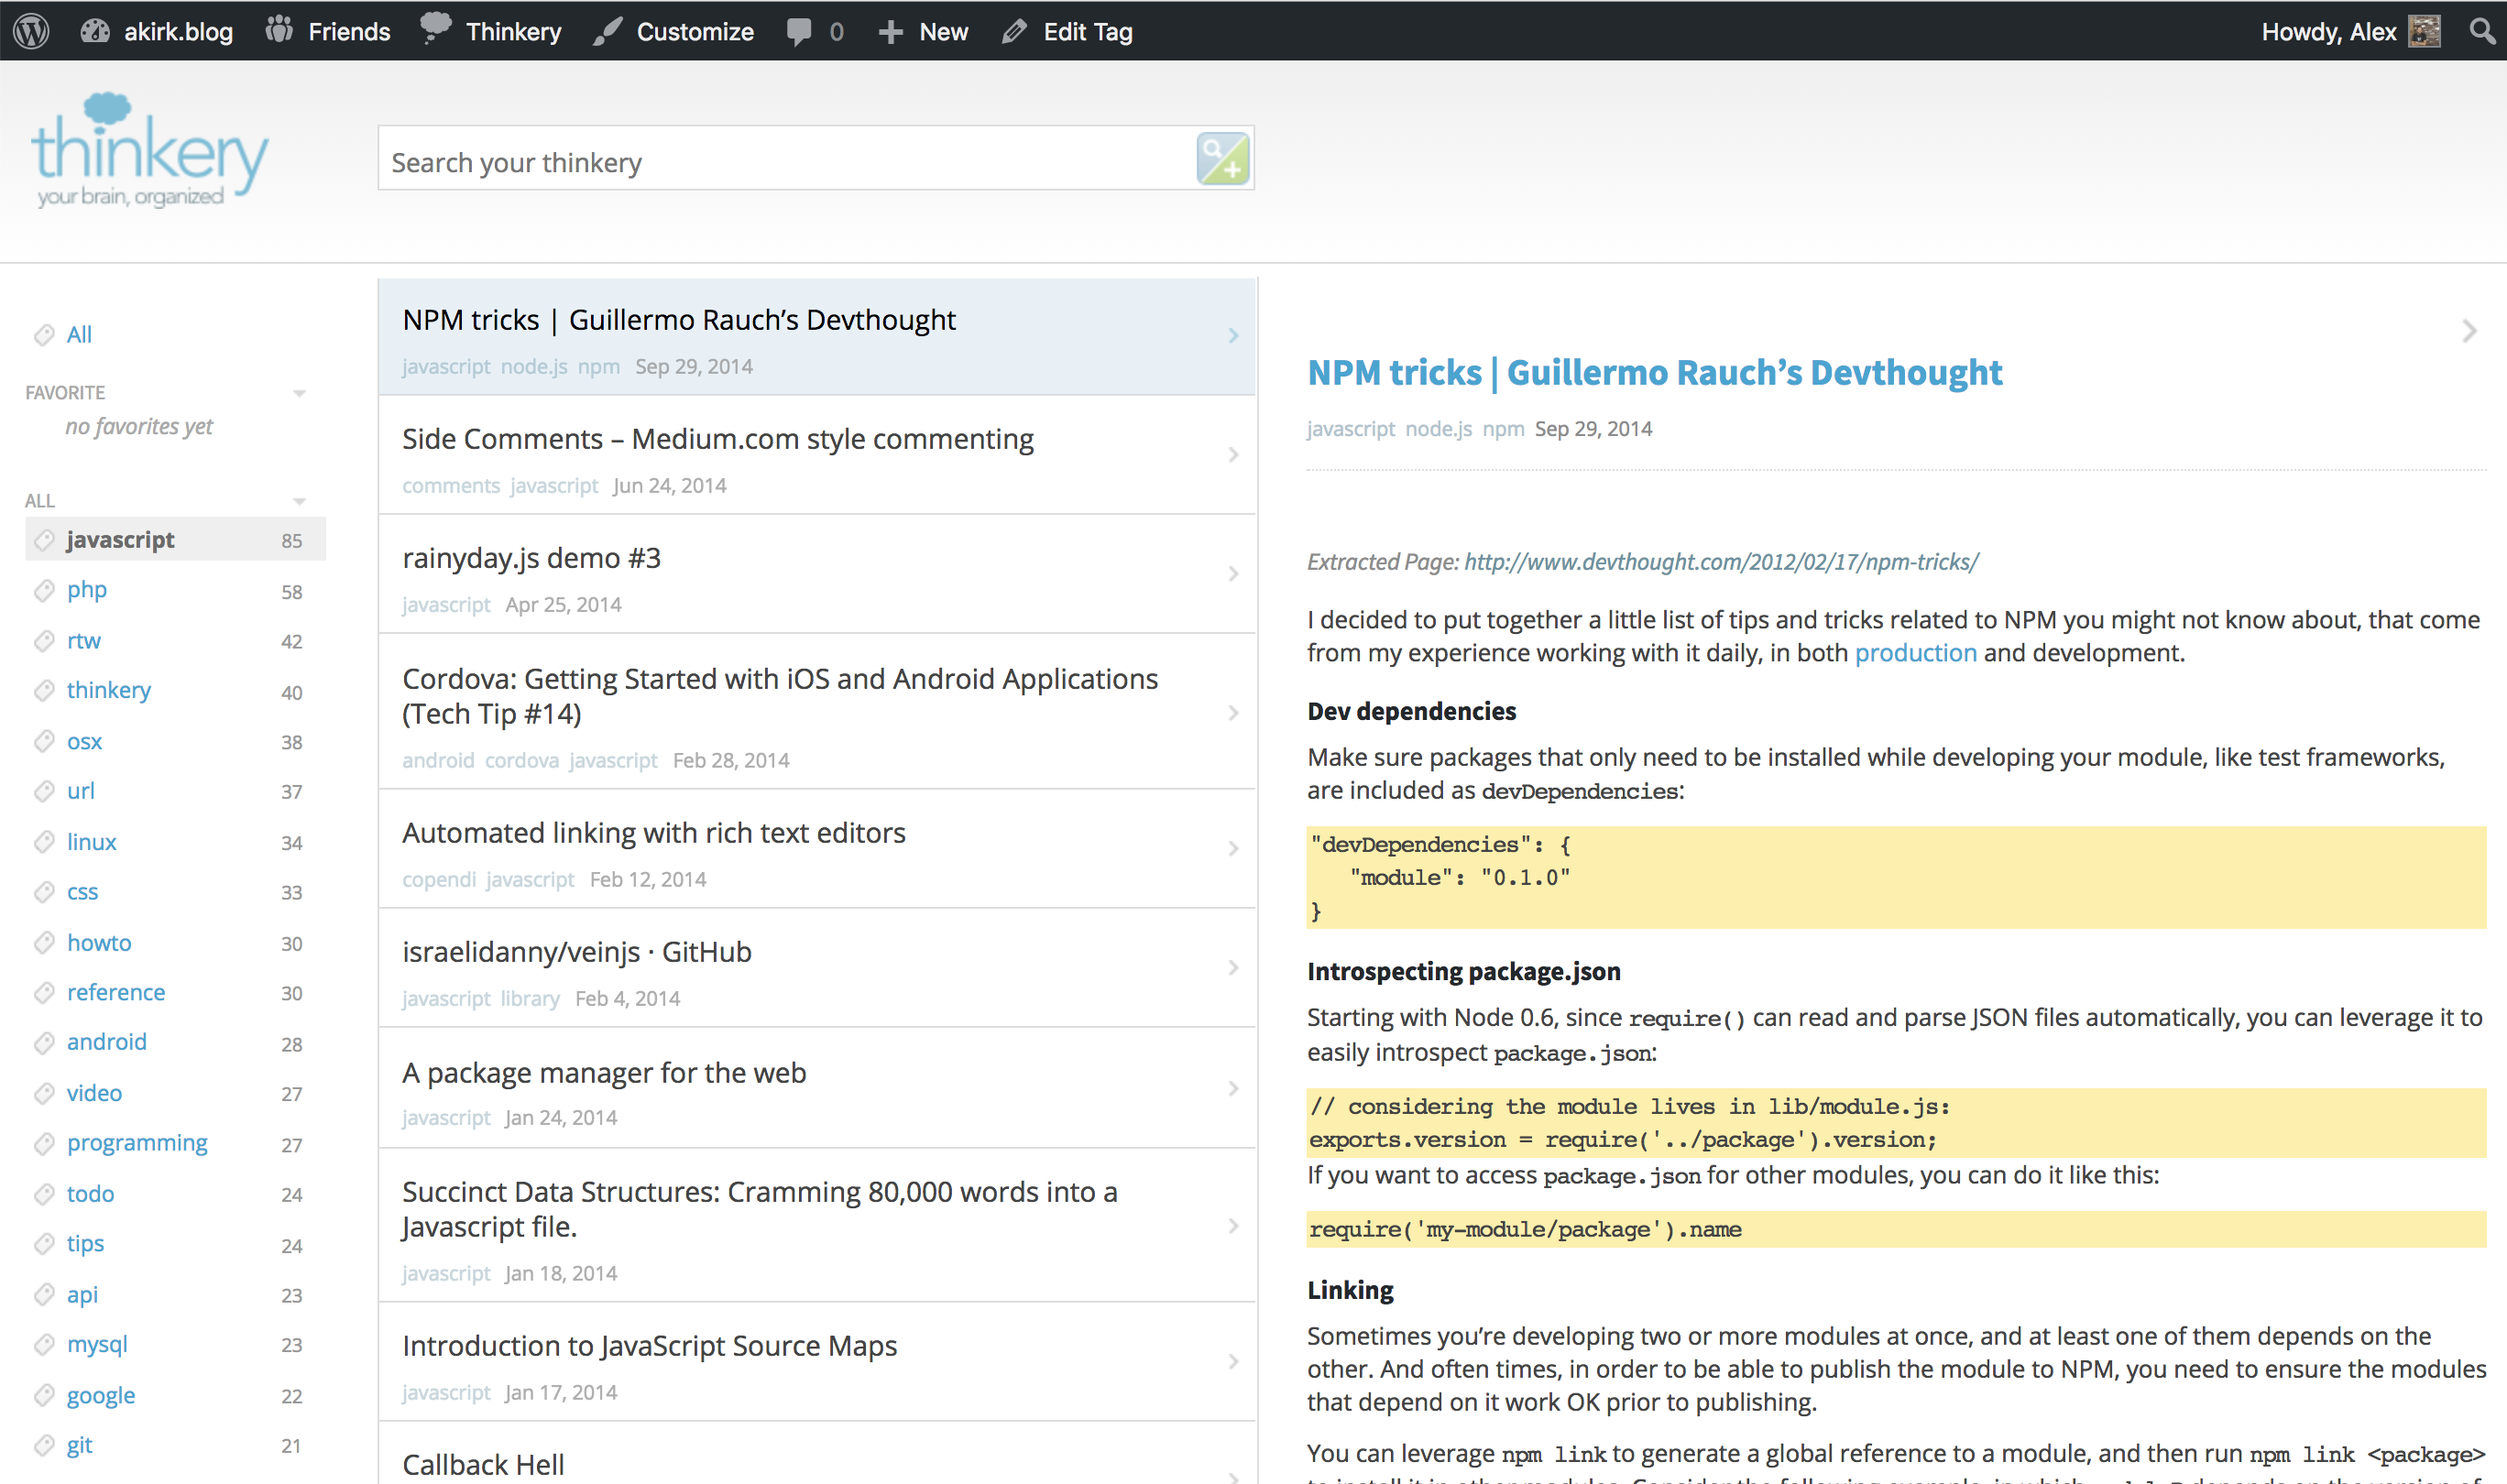 akirk.blog Friends Thinkery Customize 0 New Edit Tag Howdy, Alex
thinkery
your brain, organized
Search your thinkery
All
FAVORITE
no favorites yet
ALL
javascript 85
php 58
rtw 42
thinkery 40
osx 38
url 37
linux 34
css 33
howto 30
reference 30
android 28
video 27
programming 27
todo 24
tips 24
api 23
mysql 23
google 22
git 21
NPM tricks | Guillermo Rauch’s Devthought
javascript node.js npm Sep 29, 2014
Side Comments – Medium.com style commenting
comments javascript Jun 24, 2014
rainyday.js demo #3
javascript Apr 25, 2014
Cordova: Getting Started with iOS and Android Applications
(Tech Tip #14)
android cordova javascript Feb 28, 2014
Automated linking with rich text editors
copendi javascript Feb 12, 2014
israelidanny/veinjs · GitHub
javascript library Feb 4, 2014
A package manager for the web
javascript Jan 24, 2014
Succinct Data Structures: Cramming 80,000 words into a
Javascript file.
javascript Jan 18, 2014
Introduction to JavaScript Source Maps
javascript Jan 17, 2014
Callback Hell
NPM tricks | Guillermo Rauch’s Devthought
javascript node.js npm Sep 29, 2014
Extracted Page: http://www.devthought.com/2012/02/17/npm-tricks/
I decided to put together a little list of tips and tricks related to NPM you might not know about, that come
from my experience working with it daily, in both production and development.
Dev dependencies
Make sure packages that only need to be installed while developing your module, like test frameworks,
are included as devDependencies:
"devDependencies": {
"module": "0.1.0"
}
Introspecting package.json
Starting with Node 0.6, since require() can read and parse JSON files automatically, you can leverage it to
easily introspect package.json:
// considering the module lives in lib/module.js:
exports.version = require('../package').version;
If you want to access package.json for other modules, you can do it like this:
require('my-module/package').name
Linking
Sometimes you’re developing two or more modules at once, and at least one of them depends on the
other. And often times, in order to be able to publish the module to NPM, you need to ensure the modules
that depend on it work OK prior to publishing.
You can leverage npm link to generate a global reference to a module, and then run npm link <package>